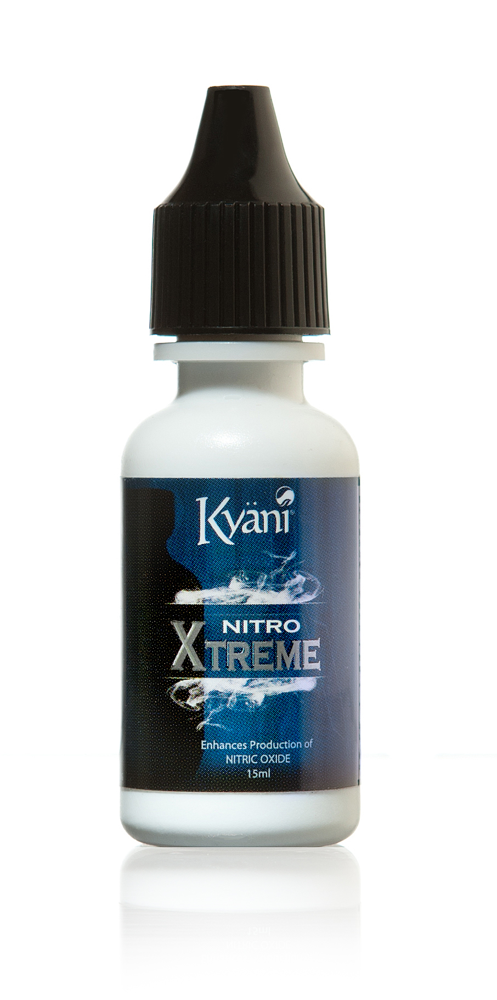 Kyäni®
NITRO
XTREME
Enhances Production of
NITRIC OXIDE
15ml